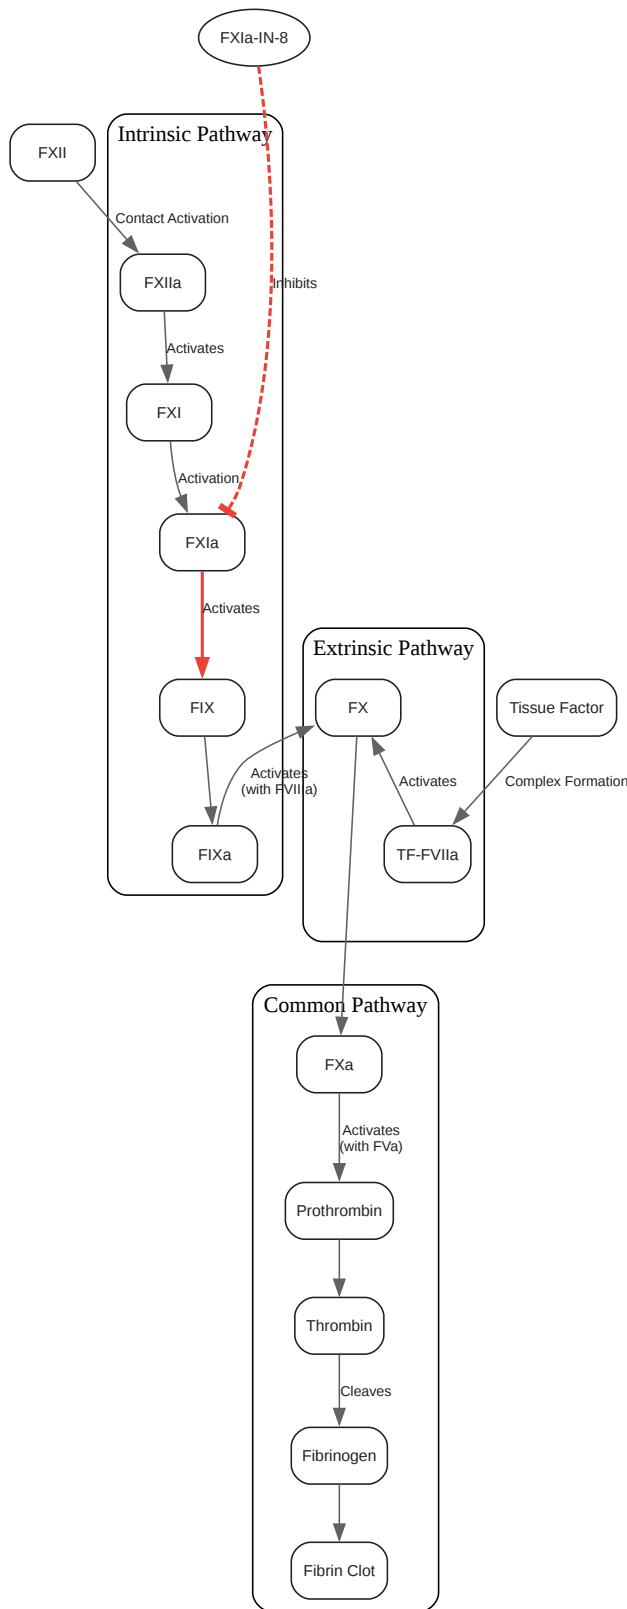 FXIa-IN-8
Intrinsic Pathway
FXII
Contact Activation
FXIIa
Inhibits
Activates
FXI
Activation
FXIa
Activates
Extrinsic Pathway
FIX
FX
Tissue Factor
Activates
(with FVIIIa)
Activates
Complex Formation
FIXa
TF-FVIIa
Common Pathway
FXa
Activates
(with FVa)
Prothrombin
Thrombin
Cleaves
Fibrinogen
Fibrin Clot